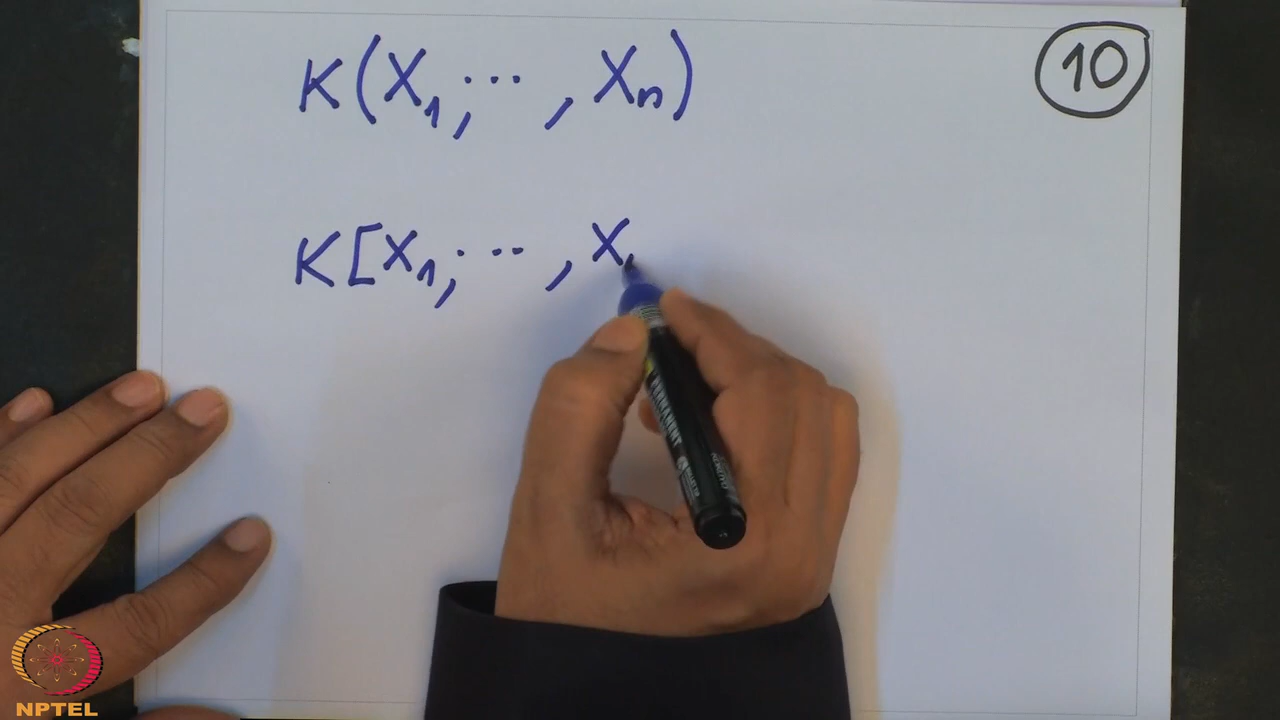 K(X₁, ⋯, Xₙ)
10
K[X₁, ⋯, X
NPTEL